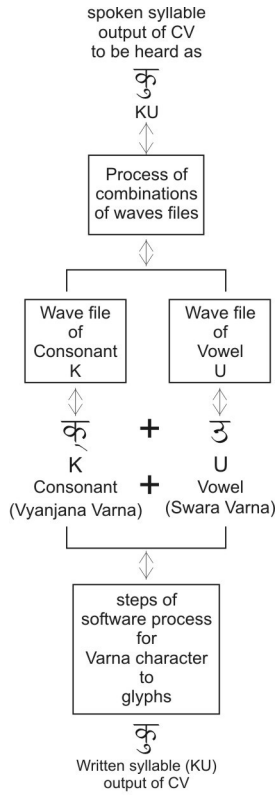 spoken syllable
output of CV
to be heard as
कु
KU
Process of
combinations
of waves files
Wave file
of
Consonant
K
Wave file
of
Vowel
U
क् + उ
K U
Consonant + Vowel
(Vyanjana Varna) (Swara Varna)
steps of
software process
for
Varna character
to
glyphs
कु
Written syllable (KU)
output of CV